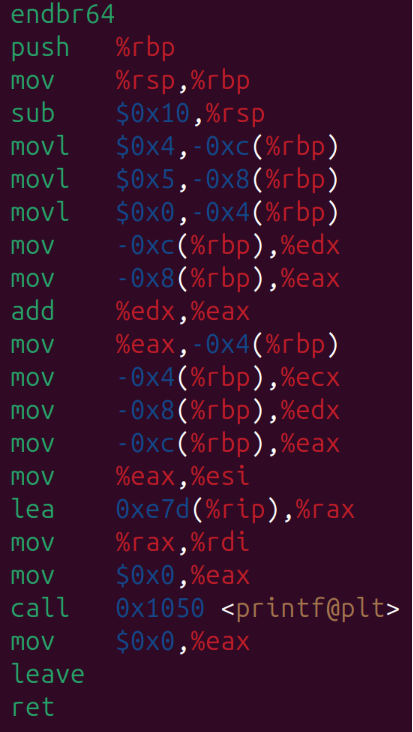 endbr64
push %rbp
mov %rsp,%rbp
sub $0x10,%rsp
movl $0x4,-0xc(%rbp)
movl $0x5,-0x8(%rbp)
movl $0x0,-0x4(%rbp)
mov -0xc(%rbp),%edx
mov -0x8(%rbp),%eax
add %edx,%eax
mov %eax,-0x4(%rbp)
mov -0x4(%rbp),%ecx
mov -0x8(%rbp),%edx
mov -0xc(%rbp),%eax
mov %eax,%esi
lea 0xe7d(%rip),%rax
mov %rax,%rdi
mov $0x0,%eax
call 0x1050 <printf@plt>
mov $0x0,%eax
leave
ret